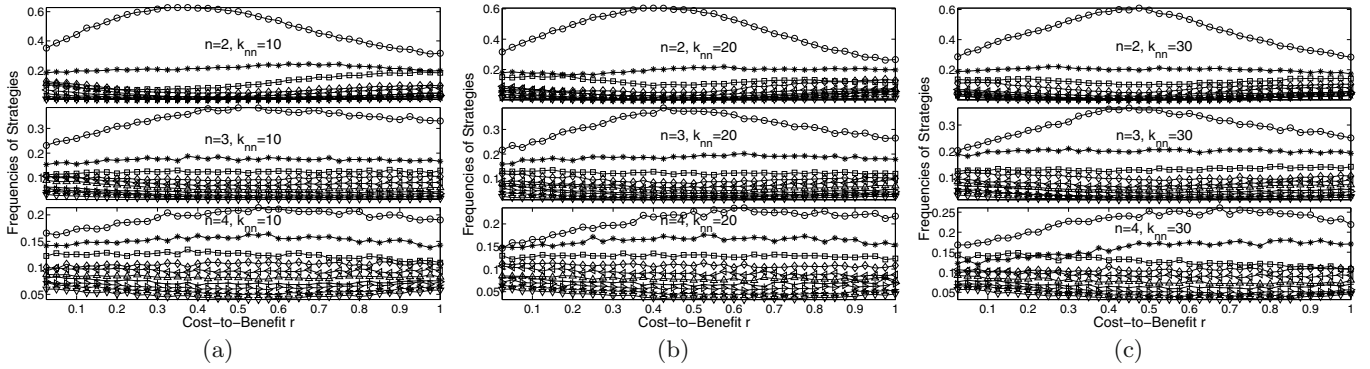 Frequencies of Strategies
0.6
0.4
0.2
n=2, k_nn=10
0.3
0.2
0.1
n=3, k_nn=10
0.2
0.15
0.1
0.05
n=4, k_nn=10
0.1 0.2 0.3 0.4 0.5 0.6 0.7 0.8 0.9 1
Cost−to−Benefit r
(a)
Frequencies of Strategies
0.6
0.4
0.2
n=2, k_nn=20
0.3
0.2
0.1
n=3, k_nn=20
0.2
0.15
0.1
0.05
n=4, k_nn=20
0.1 0.2 0.3 0.4 0.5 0.6 0.7 0.8 0.9 1
Cost−to−Benefit r
(b)
Frequencies of Strategies
0.6
0.4
0.2
n=2, k_nn=30
0.3
0.2
0.1
n=3, k_nn=30
0.25
0.2
0.15
0.1
0.05
n=4, k_nn=30
0.1 0.2 0.3 0.4 0.5 0.6 0.7 0.8 0.9 1
Cost−to−Benefit r
(c)